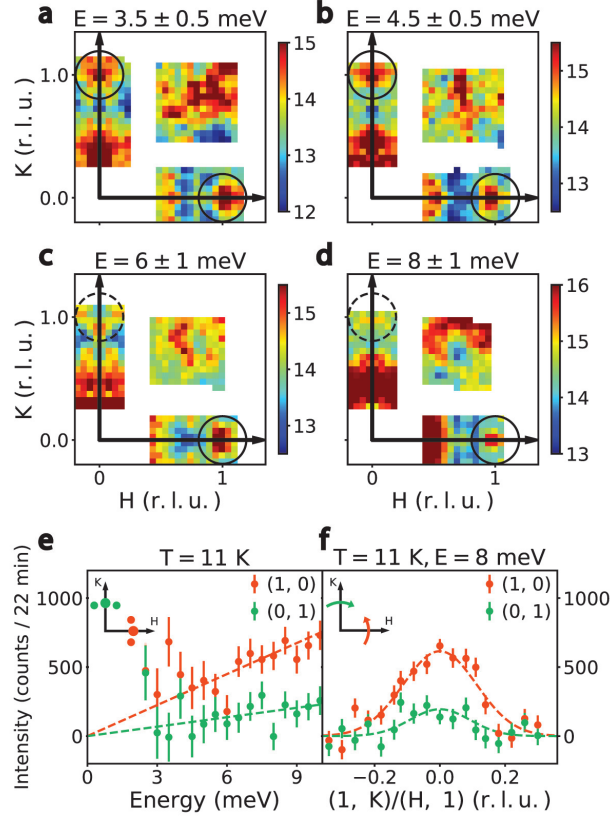 a E = 3.5 ± 0.5 meV
b E = 4.5 ± 0.5 meV
K (r. l. u.)
1.0
0.0
15
14
13
12
15
14
13
c E = 6 ± 1 meV
d E = 8 ± 1 meV
K (r. l. u.)
1.0
0.0
15
14
13
16
15
14
13
0 1
0 1
H (r. l. u.)
H (r. l. u.)
e T = 11 K
f T = 11 K, E = 8 meV
Intensity (counts / 22 min)
1000
500
0
K
H
(1, 0)
(0, 1)
K
H
(1, 0)
(0, 1)
1000
500
0
0 3 6 9
−0.2 0.0 0.2
Energy (meV)
(1, K)/(H, 1) (r. l. u.)